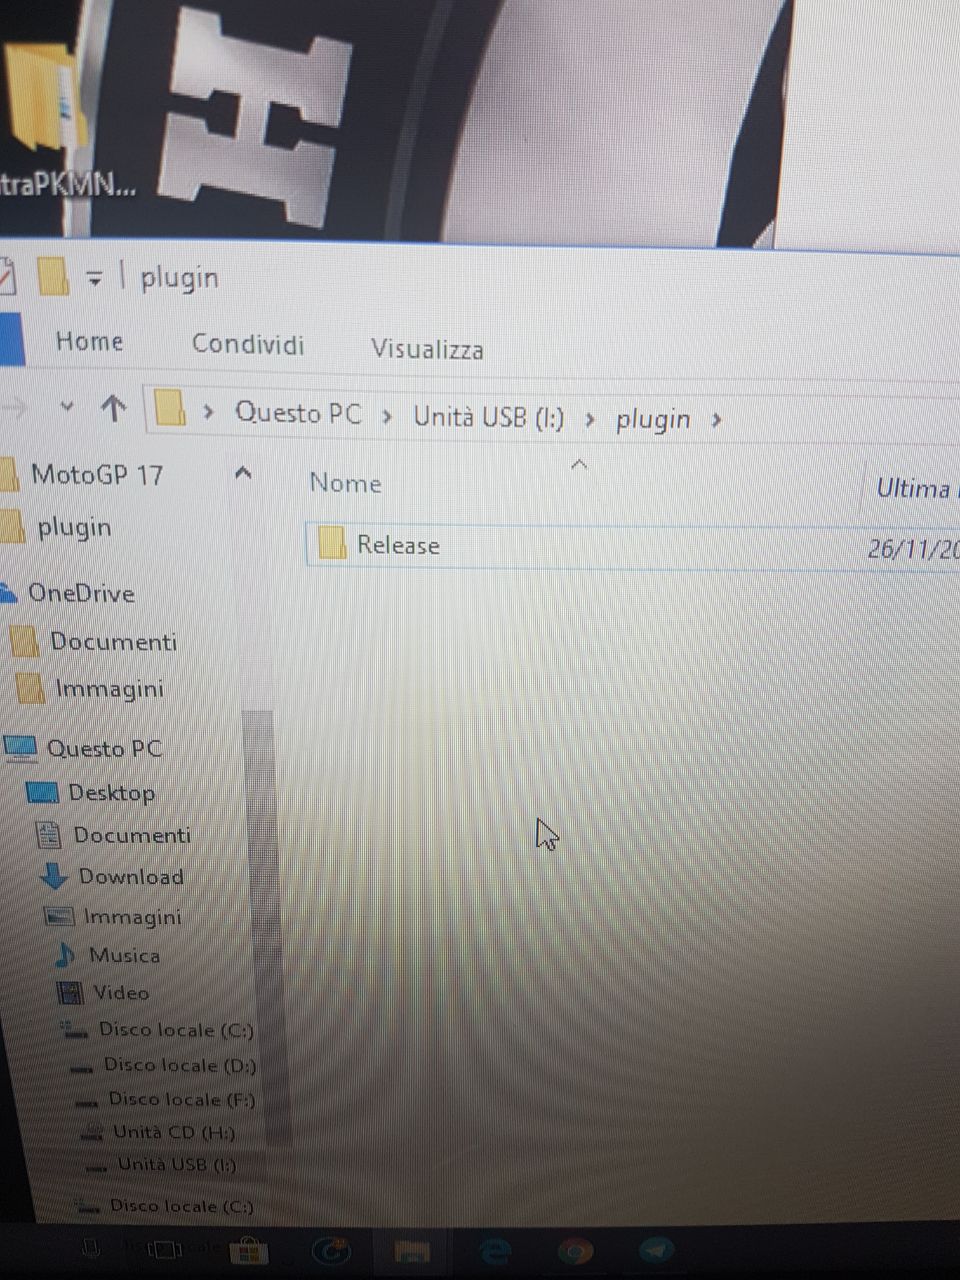 traPKMN...
plugin
Home Condividi Visualizza
Questo PC Unità USB (I:) plugin
MotoGP 17
Nome Ultima
plugin
Release 26/11/20
OneDrive
Documenti
Immagini
Questo PC
Desktop
Documenti
Download
Immagini
Musica
Video
Disco locale (C:)
Disco locale (D:)
Disco locale (F:)
Unità CD (H:)
Unità USB (I:)
Disco locale (C:)